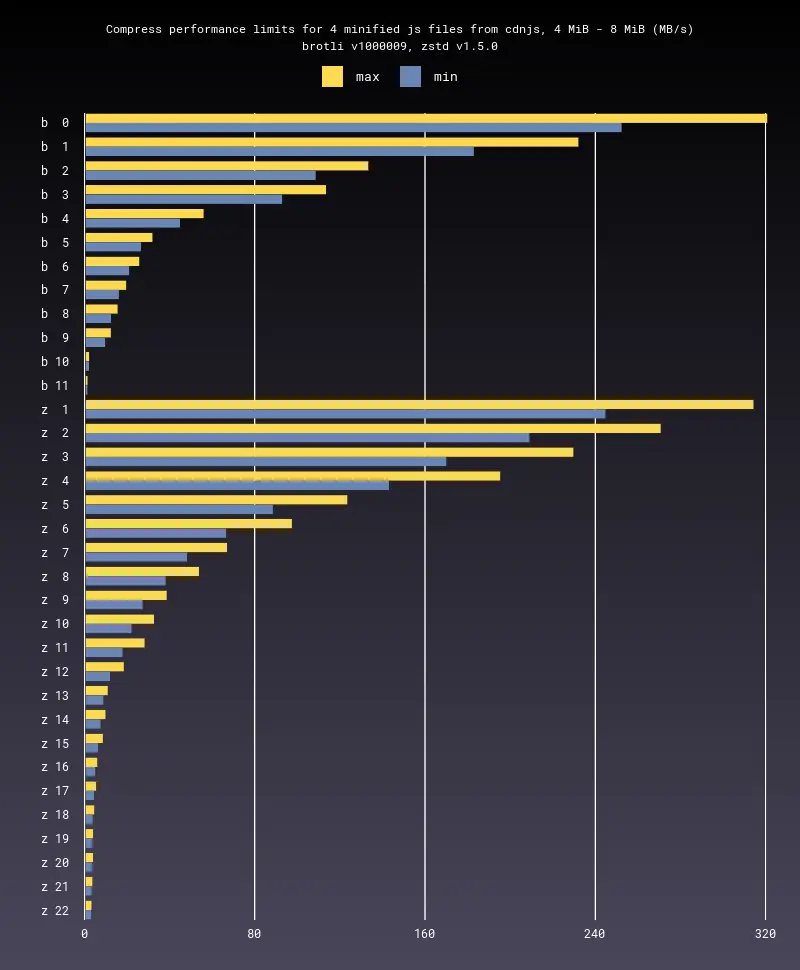 Compress performance limits for 4 minified js files from cdnjs, 4 MiB - 8 MiB (MB/s)
brotli v1000009, zstd v1.5.0
max min
b 0
b 1
b 2
b 3
b 4
b 5
b 6
b 7
b 8
b 9
b 10
b 11
z 1
z 2
z 3
z 4
z 5
z 6
z 7
z 8
z 9
z 10
z 11
z 12
z 13
z 14
z 15
z 16
z 17
z 18
z 19
z 20
z 21
z 22
0 80 160 240 320